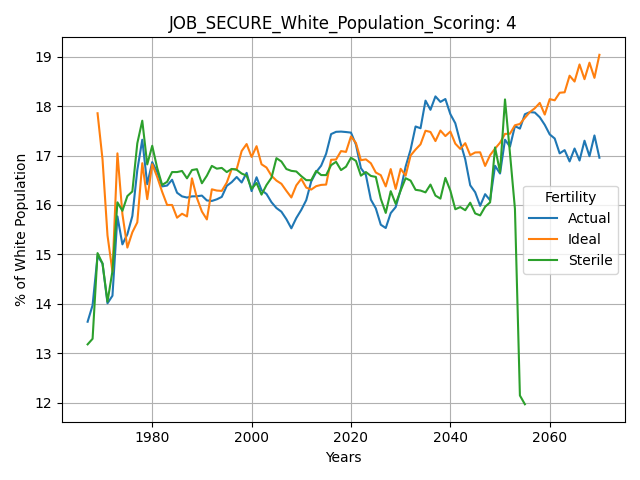 JOB_SECURE_White_Population_Scoring: 4
% of White Population
19
18
17
16
15
14
13
12
Fertility
Actual
Ideal
Sterile
1980
2000
2020
2040
2060
Years